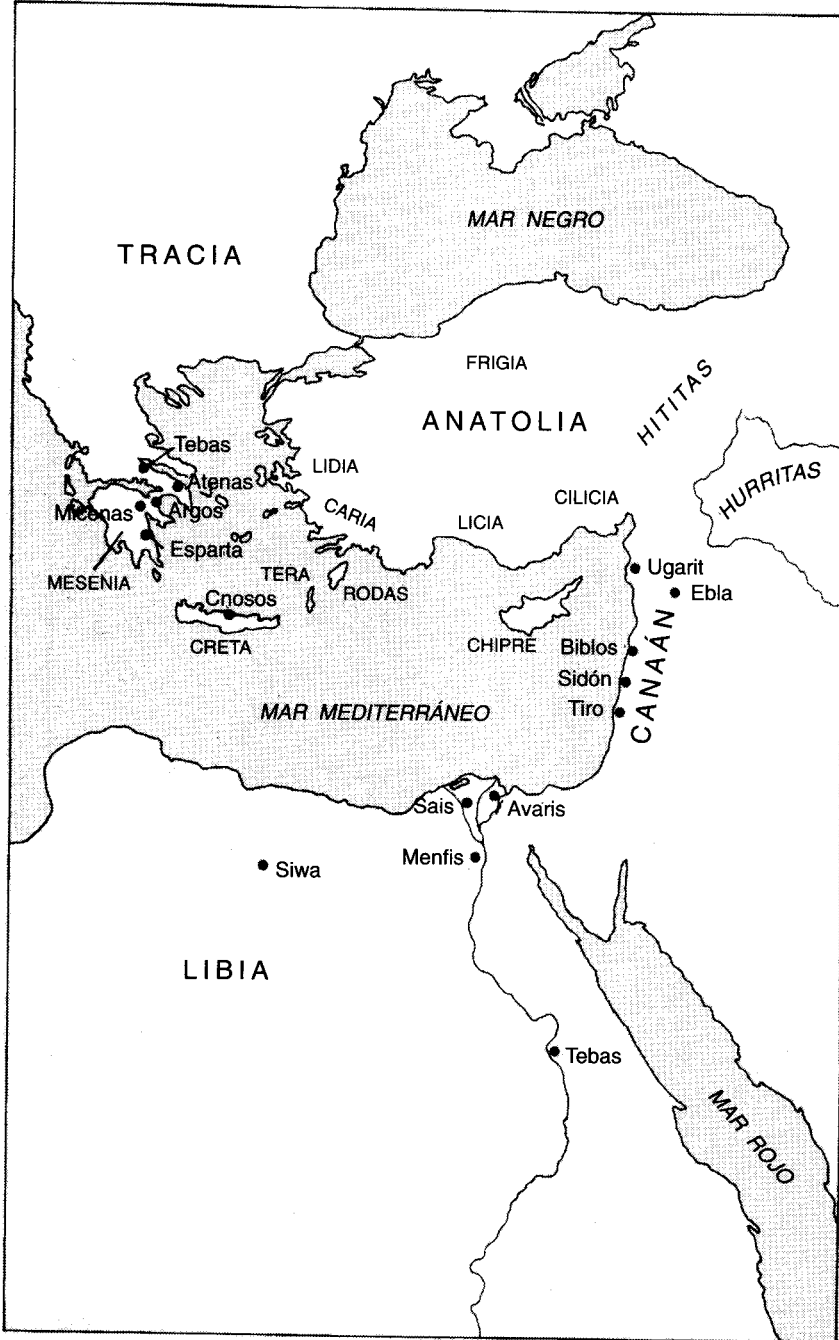 MAR NEGRO
TRACIA
FRIGIA
ANATOLIA
HITITAS
HURRITAS
Tebas
LIDIA
Atenas
Micenas
Argos
CARIA
LICIA
CILICIA
Esparta
MESENIA
TERA
RODAS
Ugarit
Ebla
Cnosos
CRETA
CHIPRE
Biblos
Sidón
Tiro
CANAÁN
MAR MEDITERRÁNEO
Sais
Avaris
Menfis
Siwa
LIBIA
Tebas
MAR ROJO